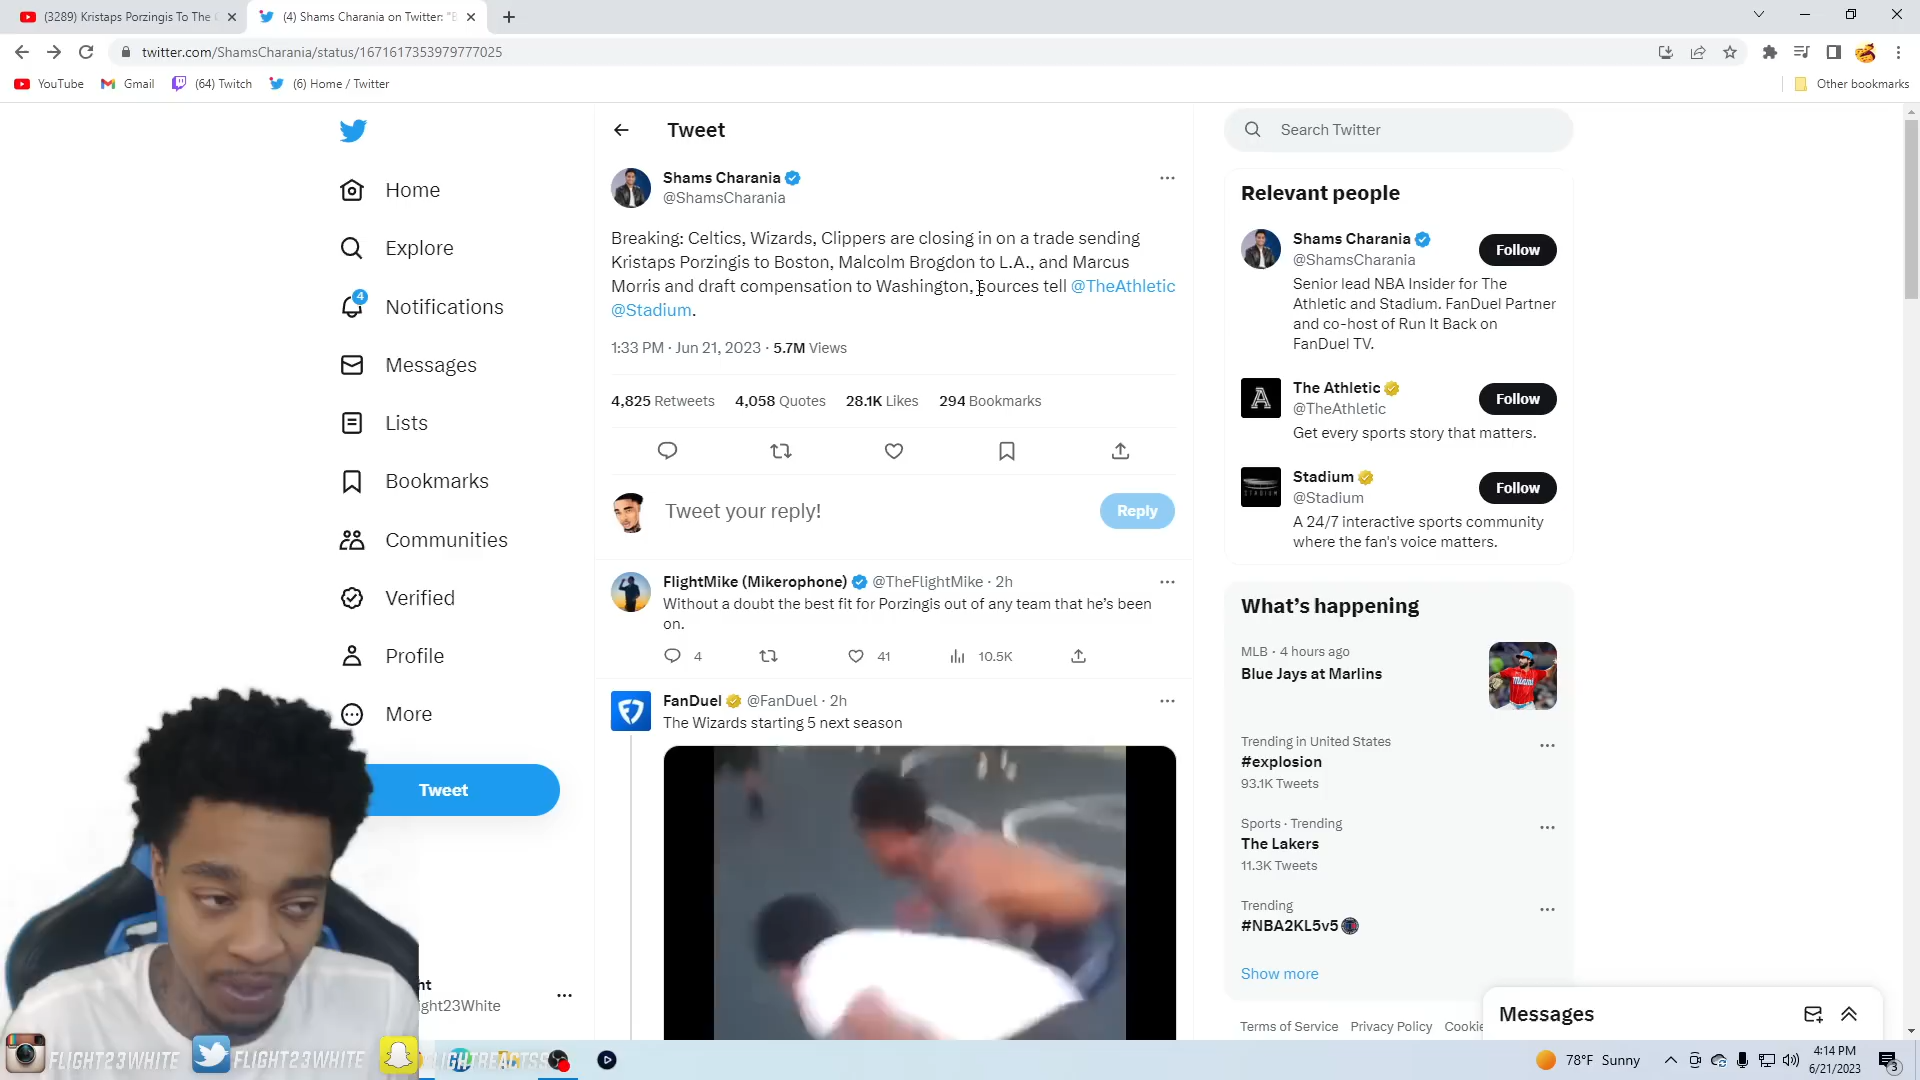 (3289) Kristaps Porzingis To The
(4) Shams Charania on Twitter: "B
twitter.com/ShamsCharania/status/1671617353979777025
YouTube
Gmail
(64) Twitch
(6) Home / Twitter
Other bookmarks
Home
Explore
4
Notifications
Messages
Lists
Bookmarks
Communities
Verified
Profile
More
Tweet
ght23White
Tweet
Shams Charania
@ShamsCharania
Breaking: Celtics, Wizards, Clippers are closing in on a trade sending
Kristaps Porzingis to Boston, Malcolm Brogdon to L.A., and Marcus
Morris and draft compensation to Washington, sources tell @TheAthletic
@Stadium.
1:33 PM · Jun 21, 2023 · 5.7M Views
4,825 Retweets 4,058 Quotes 28.1K Likes 294 Bookmarks
Tweet your reply!
Reply
FlightMike (Mikerophone) @TheFlightMike · 2h
Without a doubt the best fit for Porzingis out of any team that he's been
on.
4 41 10.5K
FanDuel @FanDuel · 2h
The Wizards starting 5 next season
Search Twitter
Relevant people
Shams Charania
@ShamsCharania
Follow
Senior lead NBA Insider for The
Athletic and Stadium. FanDuel Partner
and co-host of Run It Back on
FanDuel TV.
The Athletic
@TheAthletic
Follow
Get every sports story that matters.
Stadium
@Stadium
Follow
A 24/7 interactive sports community
where the fan's voice matters.
What's happening
MLB · 4 hours ago
Blue Jays at Marlins
Trending in United States
#explosion
93.1K Tweets
Sports · Trending
The Lakers
11.3K Tweets
Trending
#NBA2KL5v5
Show more
Terms of Service Privacy Policy Cookie
Messages
FLIGHT23WHITE
FLIGHT23WHITE
LIGHTREACTSS
78°F Sunny
4:14 PM
6/21/2023
3